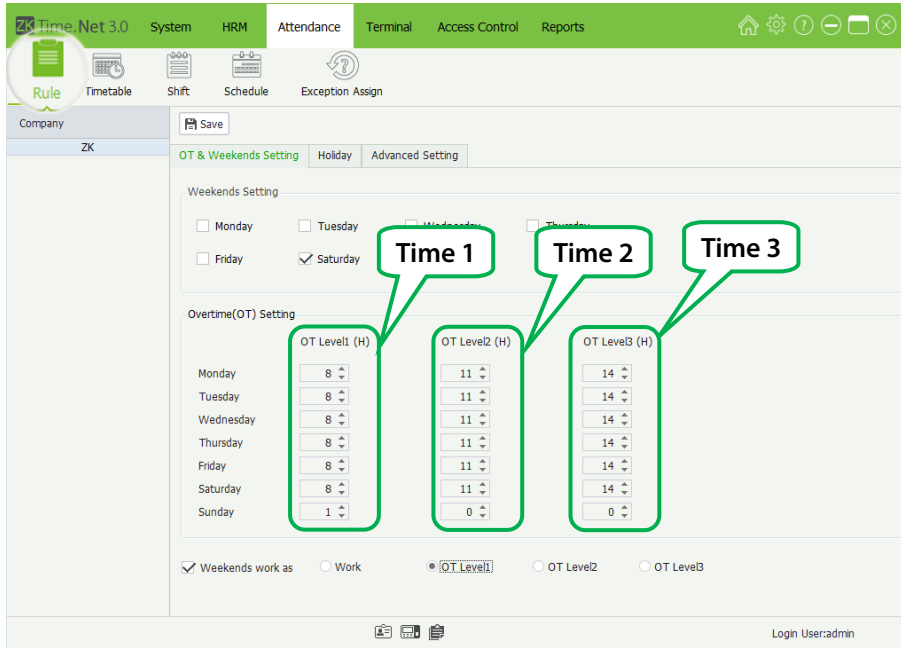 ZKTime.Net 3.0 System HRM Attendance Terminal Access Control Reports
Rule Timetable Shift Schedule Exception Assign
Company
Save
ZK
OT & Weekends Setting Holiday Advanced Setting
Weekends Setting
Monday Tuesday Wednesday Thursday
Friday Saturday
Time 1 Time 2 Time 3
Overtime(OT) Setting
OT Level1 (H) OT Level2 (H) OT Level3 (H)
Monday 8 11 14
Tuesday 8 11 14
Wednesday 8 11 14
Thursday 8 11 14
Friday 8 11 14
Saturday 8 11 14
Sunday 1 0 0
Weekends work as Work OT Level1 OT Level2 OT Level3
Login User:admin